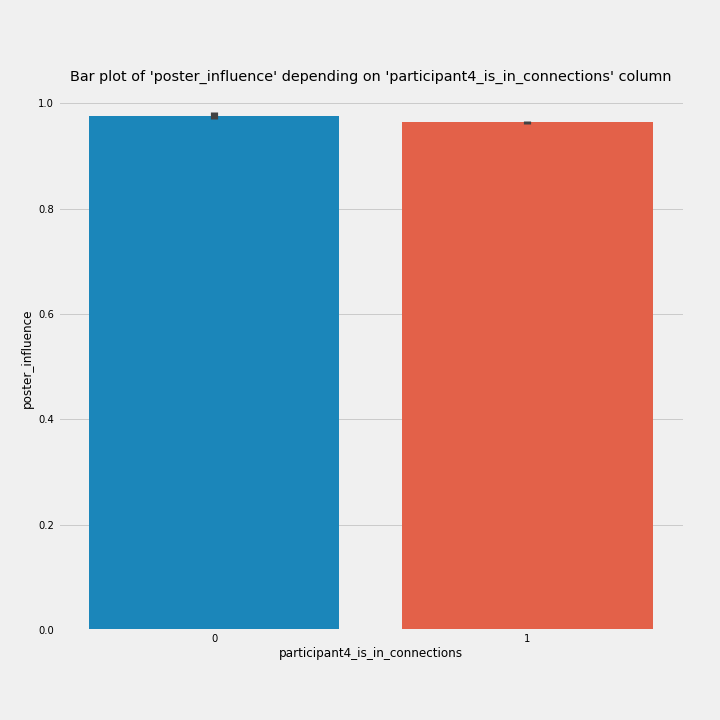 Bar plot of 'poster_influence' depending on 'participant4_is_in_connections' column
1.0
0.8
0.6
0.4
0.2
0.0
poster_influence
0
1
participant4_is_in_connections